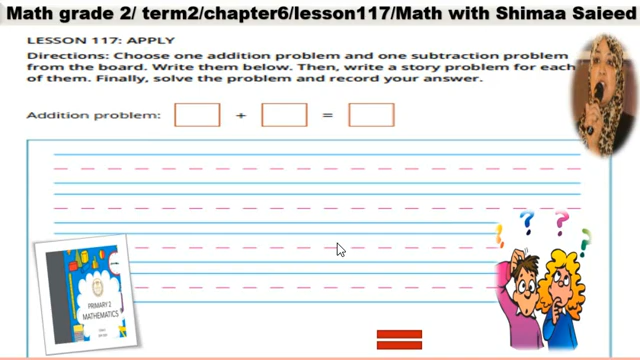 Math grade 2/ term2/chapter6/lesson117/Math with Shimaa Saieed
LESSON 117: APPLY
Directions: Choose one addition problem and one subtraction problem
from the board. Write them below. Then, write a story problem for each
of them. Finally, solve the problem and record your answer.
Addition problem: + =
? ? ? ?
PRIMARY 2
MATHEMATICS